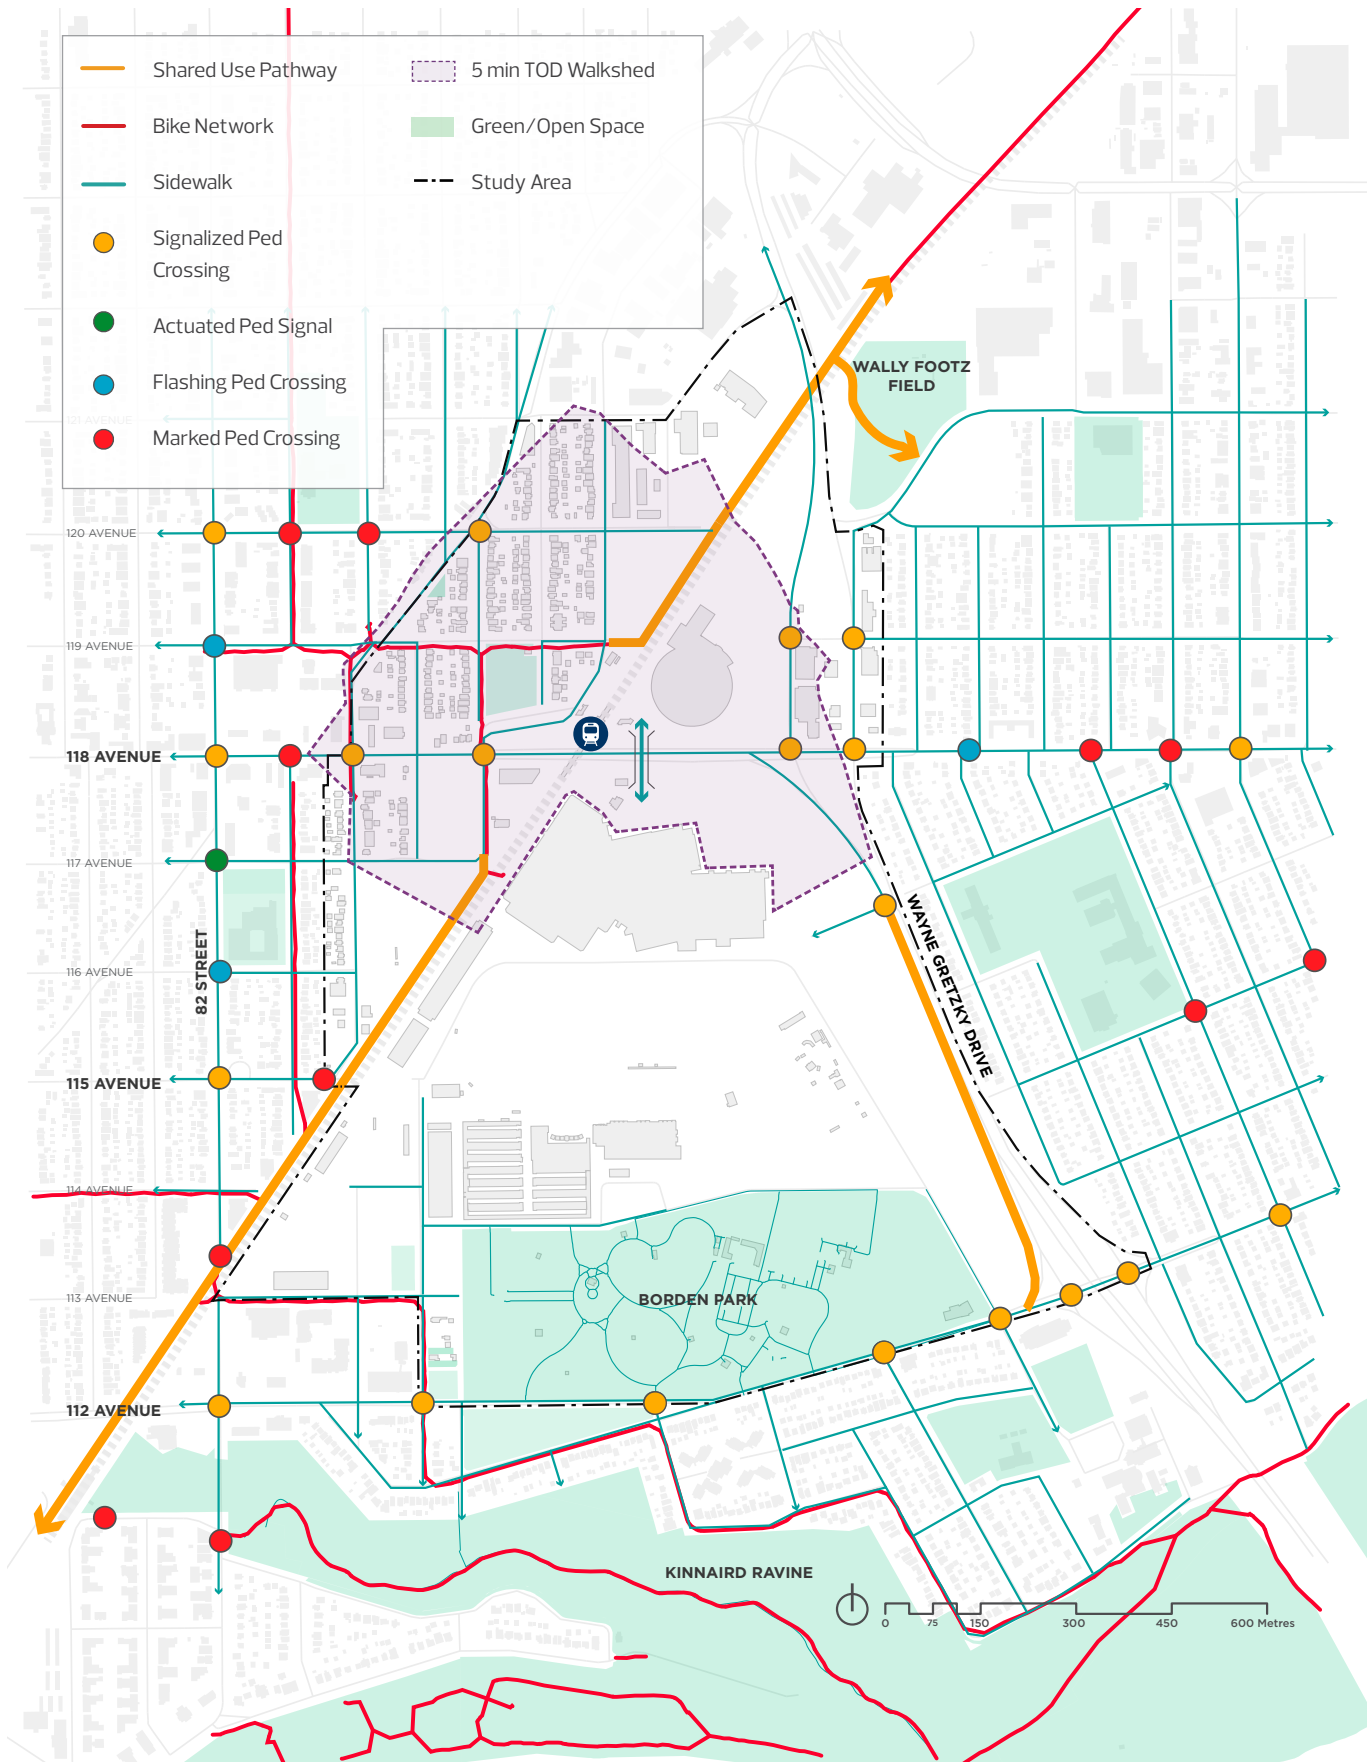 Shared Use Pathway
Bike Network
Sidewalk
Signalized Ped
Crossing
Actuated Ped Signal
Flashing Ped Crossing
Marked Ped Crossing
5 min TOD Walkshed
Green/Open Space
Study Area
WALLY FOOTZ
FIELD
121 AVENUE
120 AVENUE
119 AVENUE
118 AVENUE
117 AVENUE
82 STREET
116 AVENUE
WAYNE GRETZKY DRIVE
115 AVENUE
114 AVENUE
113 AVENUE
BORDEN PARK
112 AVENUE
KINNAIRD RAVINE
0 75 150 300 450 600 Metres